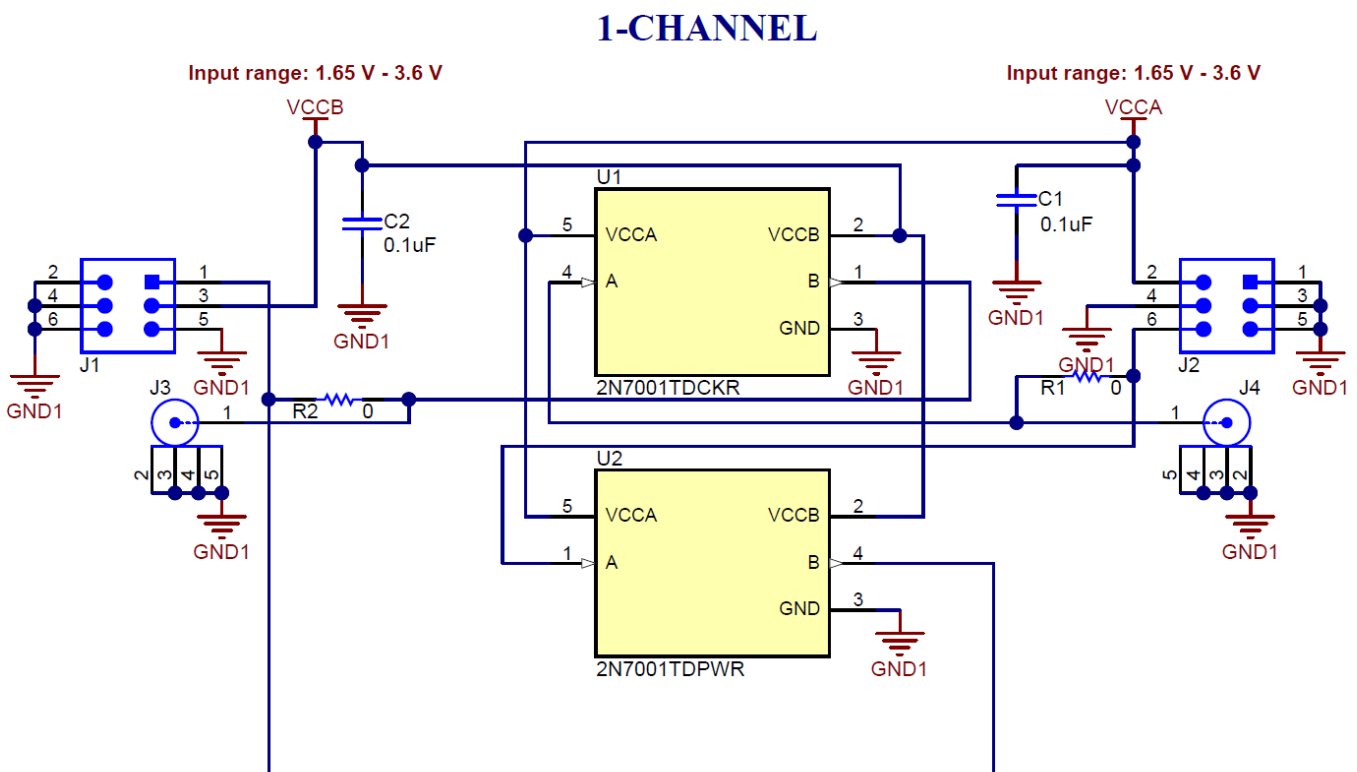 1-CHANNEL
Input range: 1.65 V - 3.6 V
Input range: 1.65 V - 3.6 V
VCCB
VCCA
U1
C2
0.1uF
C1
0.1uF
5 VCCA VCCB 2
4 A B 1
GND 3
2N7001TDCKR
GND1
2 1
4 3
6 5
J1
GND1
GND1
GND1
GND1
2 1
4 3
6 5
J2
GND1
GND1
J3
1
R2 0
R1 0
J4
1
2 3 4 5
GND1
5 4 3 2
GND1
U2
5 VCCA VCCB 2
1 A B 4
GND 3
2N7001TDPWR
GND1